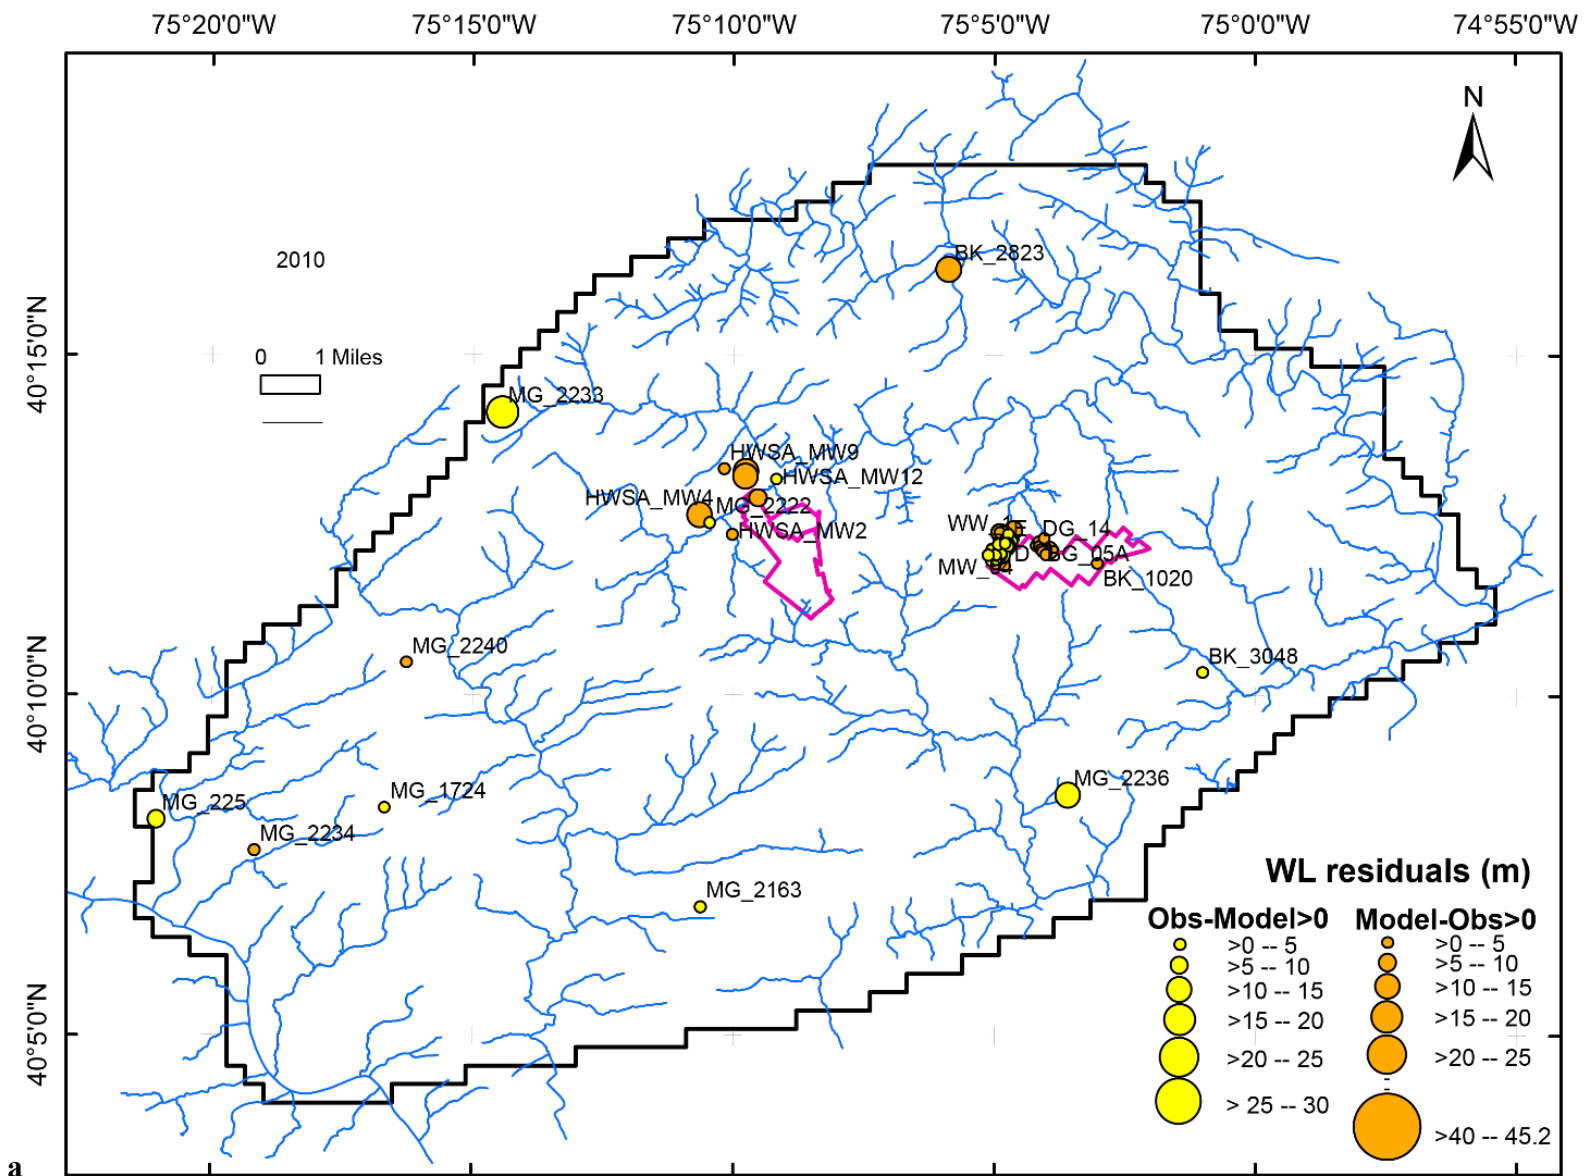 75°20'0"W 75°15'0"W 75°10'0"W 75°5'0"W 75°0'0"W 74°55'0"W
N
2010
BK_2823
0 1 Miles
40°15'0"N
MG_2233
HWSA_MW9
HWSA_MW12
HWSA_MW4
MG_2222
HWSA_MW2
DG_14
MW_04
BK_1020
MG_2240
BK_3048
40°10'0"N
MG_2236
MG_1724
MG_225
MG_2234
MG_2163
WL residuals (m)
Obs-Model>0 Model-Obs>0
>0 -- 5 >0 -- 5
>5 -- 10 >5 -- 10
>10 -- 15 >10 -- 15
>15 -- 20 >15 -- 20
>20 -- 25 >20 -- 25
> 25 -- 30 >40 -- 45.2
40°5'0"N
a